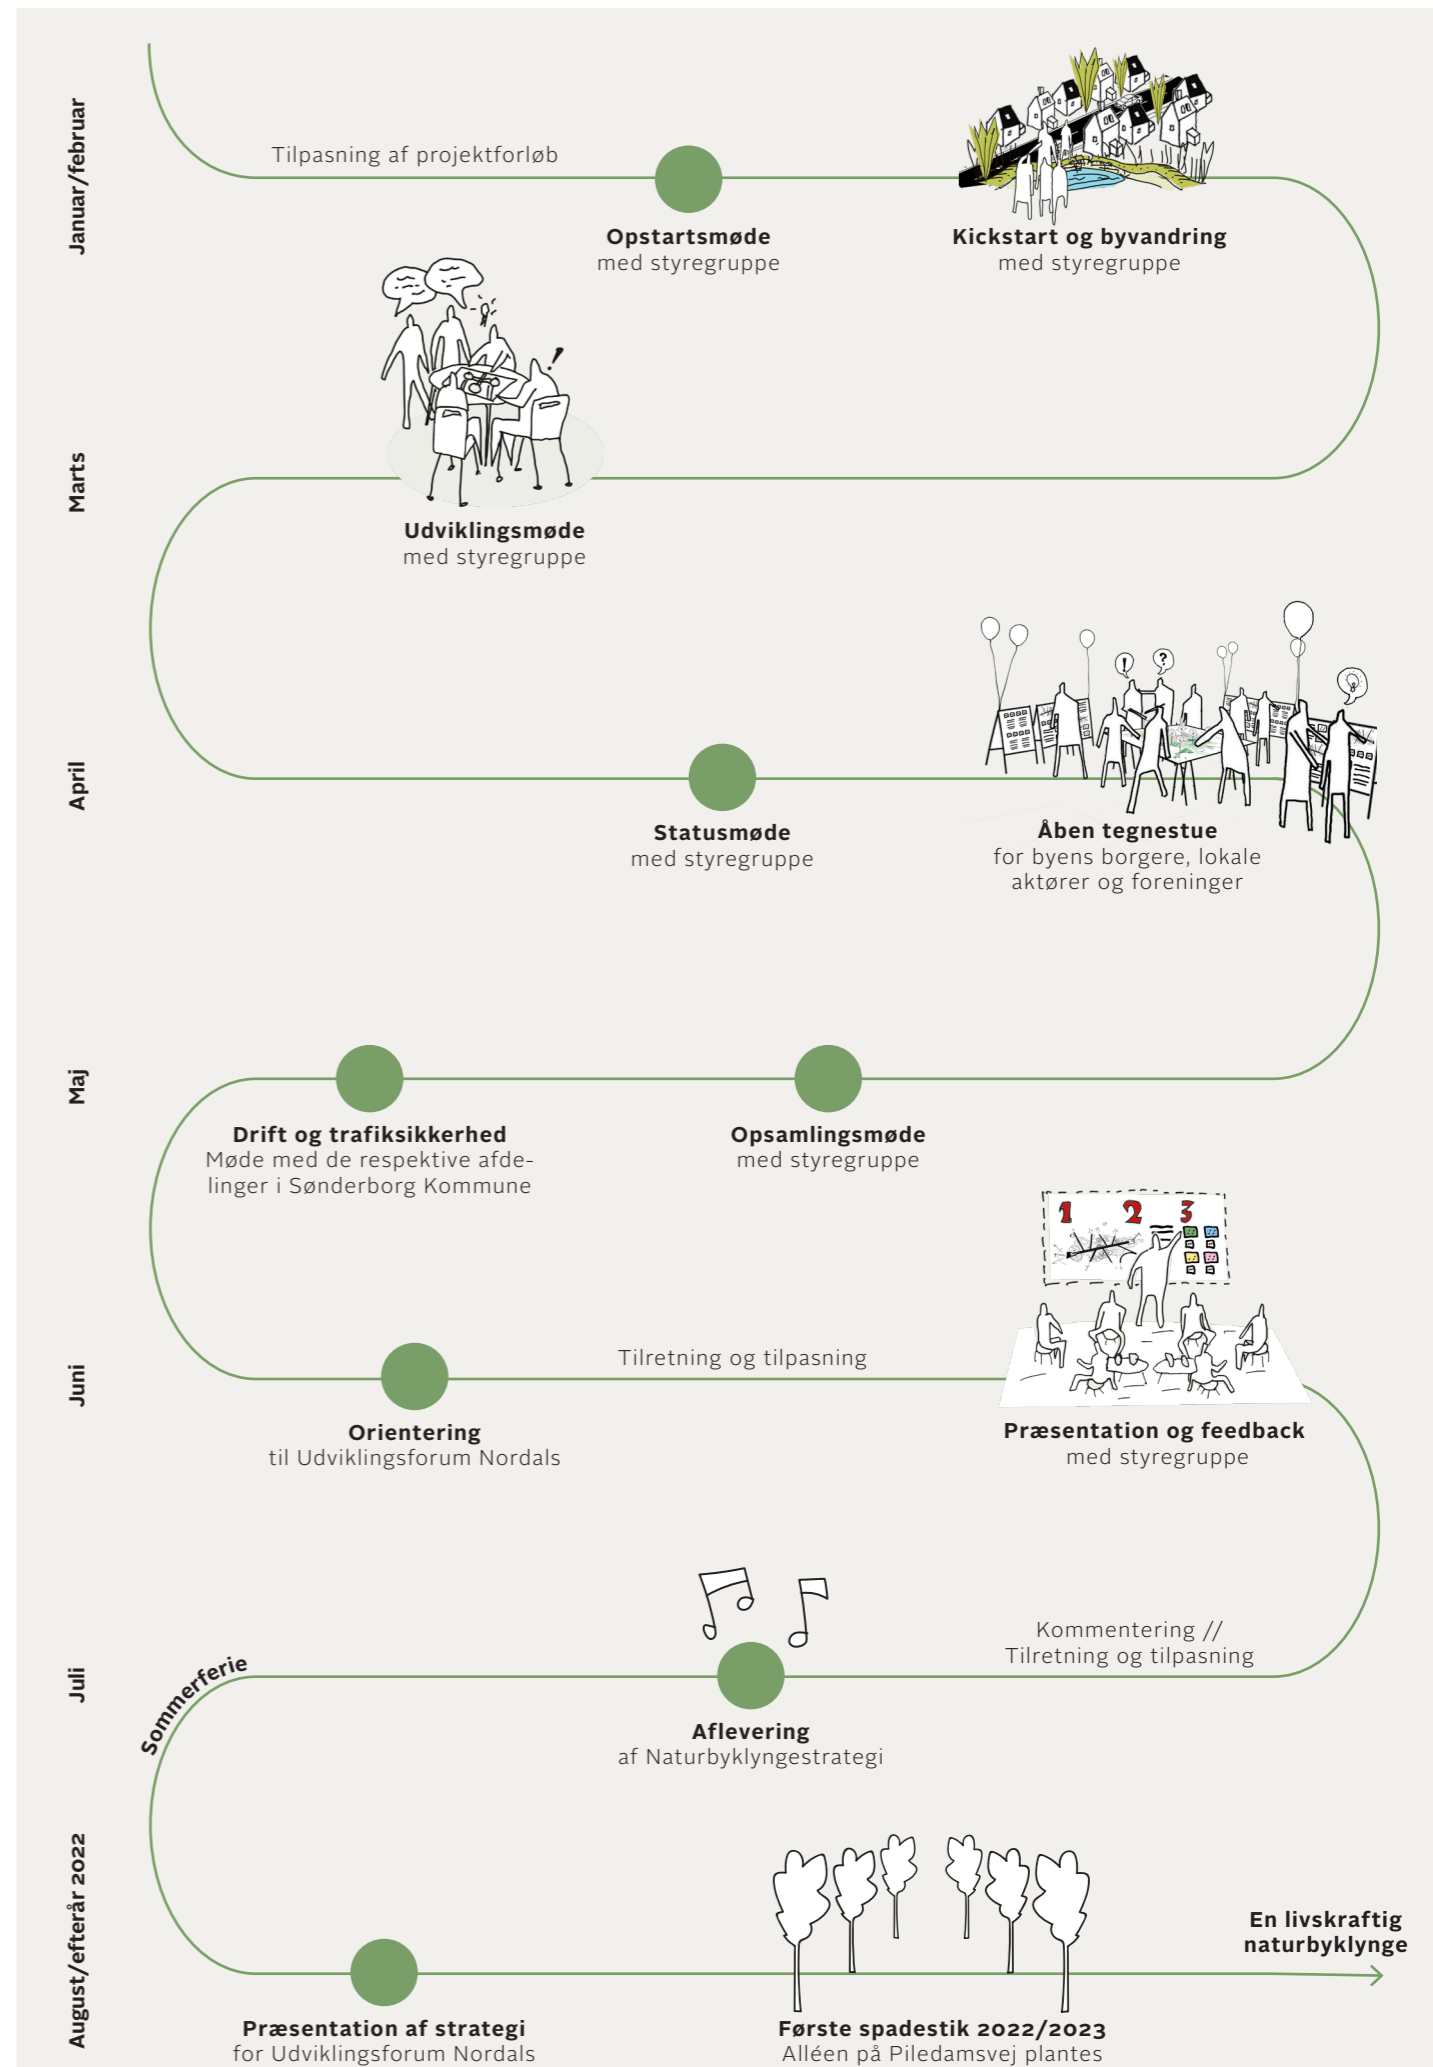 Januar/februar
Tilpasning af projektforløb
Opstartsmøde
med styregruppe
Kickstart og byvandring
med styregruppe
Marts
!
Udviklingsmøde
med styregruppe
April
!
?
Statusmøde
med styregruppe
Åben tegnestue
for byens borgere, lokale
aktører og foreninger
Maj
Drift og trafiksikkerhed
Møde med de respektive afde-
linger i Sønderborg Kommune
Opsamlingsmøde
med styregruppe
1 2 3
Juni
Orientering
til Udviklingsforum Nordals
Tilretning og tilpasning
Præsentation og feedback
med styregruppe
Juli
Sommerferie
Kommentering //
Tilretning og tilpasning
Aflevering
af Naturbyklyngestrategi
August/efterår 2022
Præsentation af strategi
for Udviklingsforum Nordals
Første spadestik 2022/2023
Alléen på Piledamsvej plantes
En livskraftig
naturbyklynge